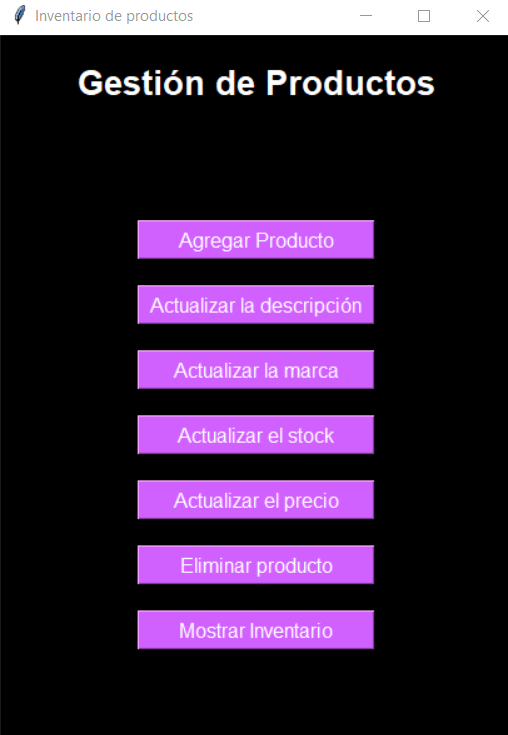 Inventario de productos
Gestión de Productos
Agregar Producto
Actualizar la descripción
Actualizar la marca
Actualizar el stock
Actualizar el precio
Eliminar producto
Mostrar Inventario